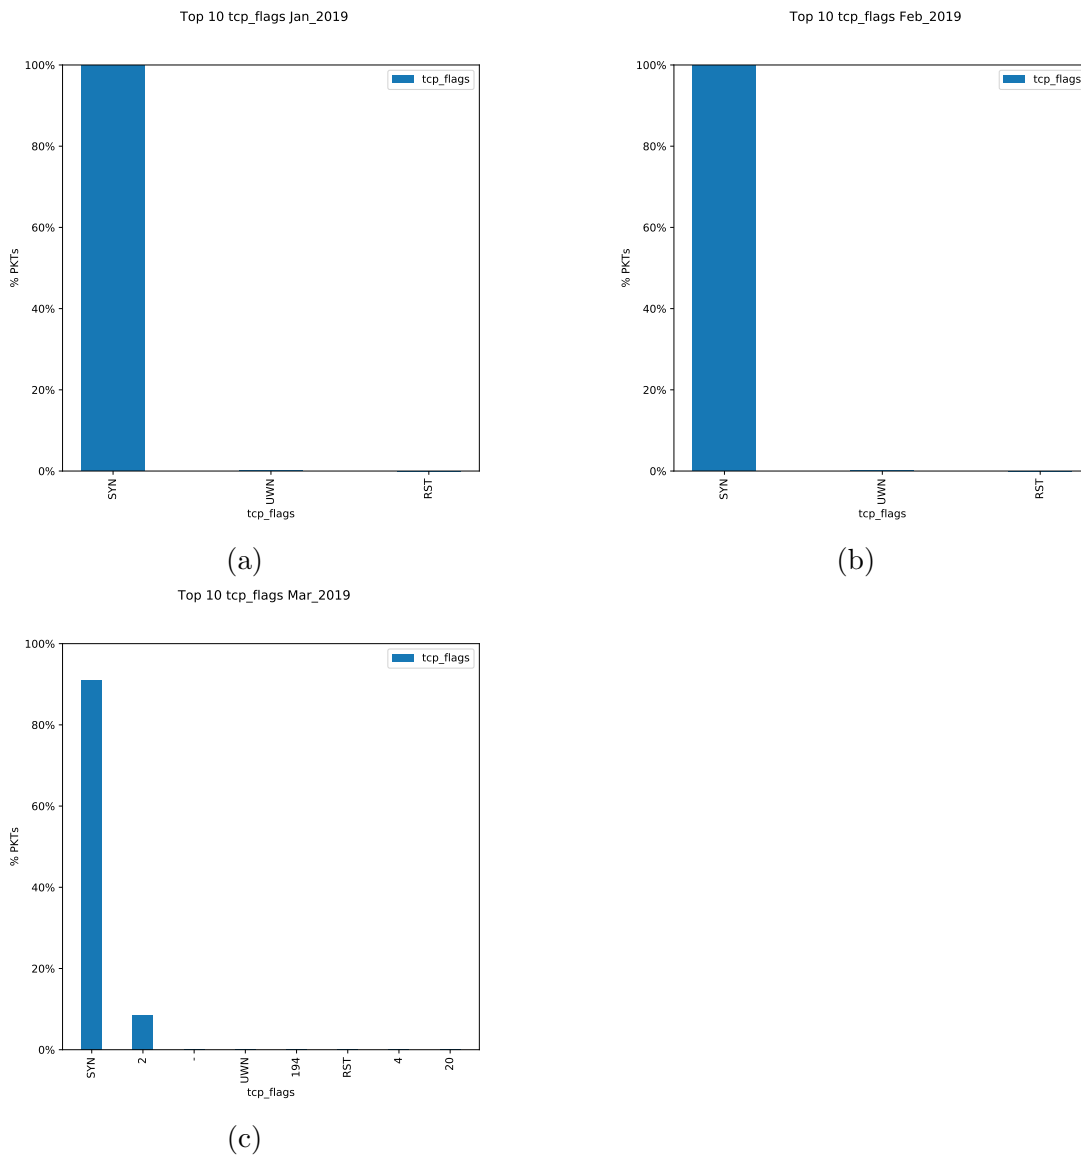 Top 10 tcp_flags Jan_2019
100%
80%
60%
40%
20%
0%
% PKTs
tcp_flags
SYN
UWN
RST
tcp_flags
(a)
Top 10 tcp_flags Feb_2019
100%
80%
60%
40%
20%
0%
% PKTs
tcp_flags
SYN
UWN
RST
tcp_flags
(b)
Top 10 tcp_flags Mar_2019
100%
80%
60%
40%
20%
0%
% PKTs
tcp_flags
SYN
2
-
UWN
194
RST
4
20
tcp_flags
(c)